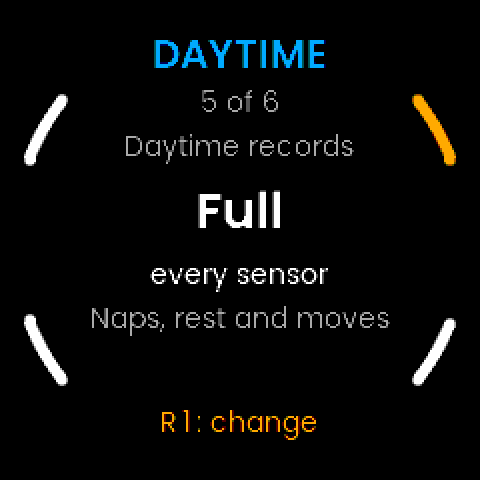 DAYTIME
5 of 6
Daytime records
Full
every sensor
Naps, rest and moves
R1: change